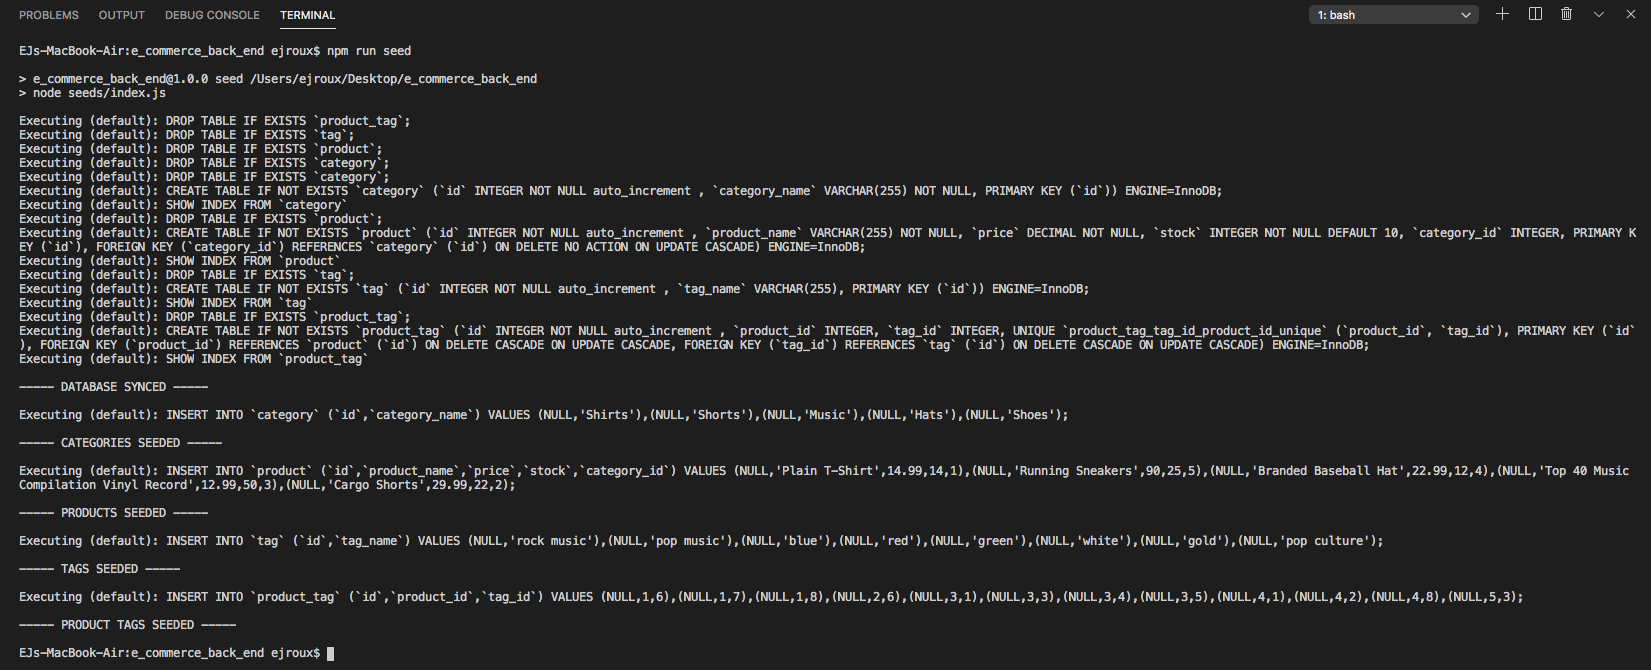 PROBLEMS OUTPUT DEBUG CONSOLE TERMINAL 1: bash
EJs-MacBook-Air:e_commerce_back_end ejroux$ npm run seed
> e_commerce_back_end@1.0.0 seed /Users/ejroux/Desktop/e_commerce_back_end
> node seeds/index.js
Executing (default): DROP TABLE IF EXISTS `product_tag`;
Executing (default): DROP TABLE IF EXISTS `tag`;
Executing (default): DROP TABLE IF EXISTS `product`;
Executing (default): DROP TABLE IF EXISTS `category`;
Executing (default): DROP TABLE IF EXISTS `category`;
Executing (default): CREATE TABLE IF NOT EXISTS `category` (`id` INTEGER NOT NULL auto_increment , `category_name` VARCHAR(255) NOT NULL, PRIMARY KEY (`id`)) ENGINE=InnoDB;
Executing (default): SHOW INDEX FROM `category`
Executing (default): DROP TABLE IF EXISTS `product`;
Executing (default): CREATE TABLE IF NOT EXISTS `product` (`id` INTEGER NOT NULL auto_increment , `product_name` VARCHAR(255) NOT NULL, `price` DECIMAL NOT NULL, `stock` INTEGER NOT NULL DEFAULT 10, `category_id` INTEGER, PRIMARY K
EY (`id`), FOREIGN KEY (`category_id`) REFERENCES `category` (`id`) ON DELETE NO ACTION ON UPDATE CASCADE) ENGINE=InnoDB;
Executing (default): SHOW INDEX FROM `product`
Executing (default): DROP TABLE IF EXISTS `tag`;
Executing (default): CREATE TABLE IF NOT EXISTS `tag` (`id` INTEGER NOT NULL auto_increment , `tag_name` VARCHAR(255), PRIMARY KEY (`id`)) ENGINE=InnoDB;
Executing (default): SHOW INDEX FROM `tag`
Executing (default): DROP TABLE IF EXISTS `product_tag`;
Executing (default): CREATE TABLE IF NOT EXISTS `product_tag` (`id` INTEGER NOT NULL auto_increment , `product_id` INTEGER, `tag_id` INTEGER, UNIQUE `product_tag_tag_id_product_id_unique` (`product_id`, `tag_id`), PRIMARY KEY (`id`
), FOREIGN KEY (`product_id`) REFERENCES `product` (`id`) ON DELETE CASCADE ON UPDATE CASCADE, FOREIGN KEY (`tag_id`) REFERENCES `tag` (`id`) ON DELETE CASCADE ON UPDATE CASCADE) ENGINE=InnoDB;
Executing (default): SHOW INDEX FROM `product_tag`
----- DATABASE SYNCED -----
Executing (default): INSERT INTO `category` (`id`,`category_name`) VALUES (NULL,'Shirts'),(NULL,'Shorts'),(NULL,'Music'),(NULL,'Hats'),(NULL,'Shoes');
----- CATEGORIES SEEDED -----
Executing (default): INSERT INTO `product` (`id`,`product_name`,`price`,`stock`,`category_id`) VALUES (NULL,'Plain T-Shirt',14.99,14,1),(NULL,'Running Sneakers',90,25,5),(NULL,'Branded Baseball Hat',22.99,12,4),(NULL,'Top 40 Music
Compilation Vinyl Record',12.99,50,3),(NULL,'Cargo Shorts',29.99,22,2);
----- PRODUCTS SEEDED -----
Executing (default): INSERT INTO `tag` (`id`,`tag_name`) VALUES (NULL,'rock music'),(NULL,'pop music'),(NULL,'blue'),(NULL,'red'),(NULL,'green'),(NULL,'white'),(NULL,'gold'),(NULL,'pop culture');
----- TAGS SEEDED -----
Executing (default): INSERT INTO `product_tag` (`id`,`product_id`,`tag_id`) VALUES (NULL,1,6),(NULL,1,7),(NULL,1,8),(NULL,2,6),(NULL,3,1),(NULL,3,3),(NULL,3,4),(NULL,3,5),(NULL,4,1),(NULL,4,2),(NULL,4,8),(NULL,5,3);
----- PRODUCT TAGS SEEDED -----
EJs-MacBook-Air:e_commerce_back_end ejroux$